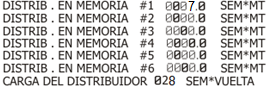 DISTRIB . EN MEMORIA #1 0007.0 SEM*MT
DISTRIB . EN MEMORIA #2 0000.0 SEM*MT
DISTRIB . EN MEMORIA #3 0000.0 SEM*MT
DISTRIB . EN MEMORIA #4 0000.0 SEM*MT
DISTRIB . EN MEMORIA #5 0000.0 SEM*MT
DISTRIB . EN MEMORIA #6 0000.0 SEM*MT
CARGA DEL DISTRIBUIDOR 028 SEM*VUELTA